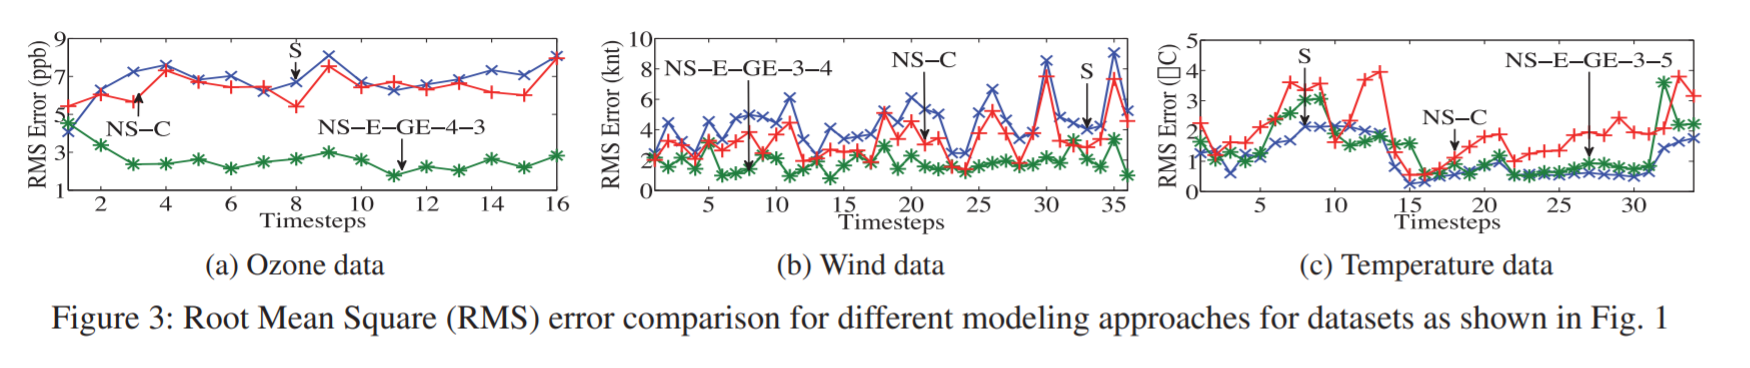 RMS Error (ppb)
9
7
5
3
1
S
NS–C
NS–E–GE–4–3
2 4 6 8 10 12 14 16
Timesteps
(a) Ozone data
RMS Error (knt)
10
8
6
4
2
0
NS–E–GE–3–4
NS–C
S
5 10 15 20 25 30 35
Timesteps
(b) Wind data
RMS Error (□C)
5
4
3
2
1
0
S
NS–E–GE–3–5
NS–C
5 10 15 20 25 30
Timesteps
(c) Temperature data
Figure 3: Root Mean Square (RMS) error comparison for different modeling approaches for datasets as shown in Fig. 1